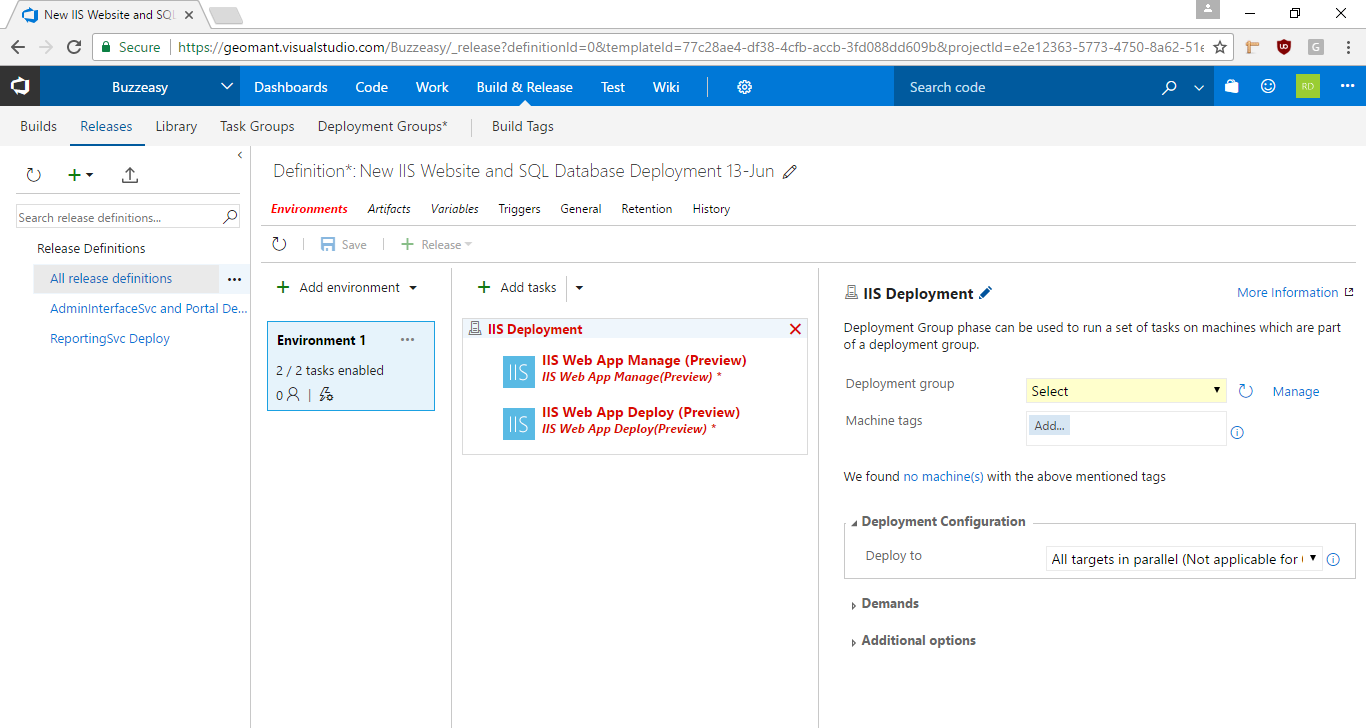 New IIS Website and SQL
Secure
https://geomant.visualstudio.com/Buzzeasy/_release?definitionId=0&templateId=77c28ae4-df38-4cfb-accb-3fd088dd609b&projectId=e2e12363-5773-4750-8a62-51e
Buzzeasy
Dashboards
Code
Work
Build & Release
Test
Wiki
Search code
RD
Builds
Releases
Library
Task Groups
Deployment Groups*
Build Tags
Search release definitions...
Release Definitions
All release definitions
AdminInterfaceSvc and Portal De...
ReportingSvc Deploy
Definition*: New IIS Website and SQL Database Deployment 13-Jun
Environments
Artifacts
Variables
Triggers
General
Retention
History
Save
Release
Add environment
Environment 1
2 / 2 tasks enabled
0
Add tasks
IIS Deployment
IIS
IIS Web App Manage (Preview)
IIS Web App Manage(Preview) *
IIS
IIS Web App Deploy (Preview)
IIS Web App Deploy(Preview) *
IIS Deployment
More Information
Deployment Group phase can be used to run a set of tasks on machines which are part
of a deployment group.
Deployment group
Select
Manage
Machine tags
Add...
We found no machine(s) with the above mentioned tags
Deployment Configuration
Deploy to
All targets in parallel (Not applicable for
Demands
Additional options